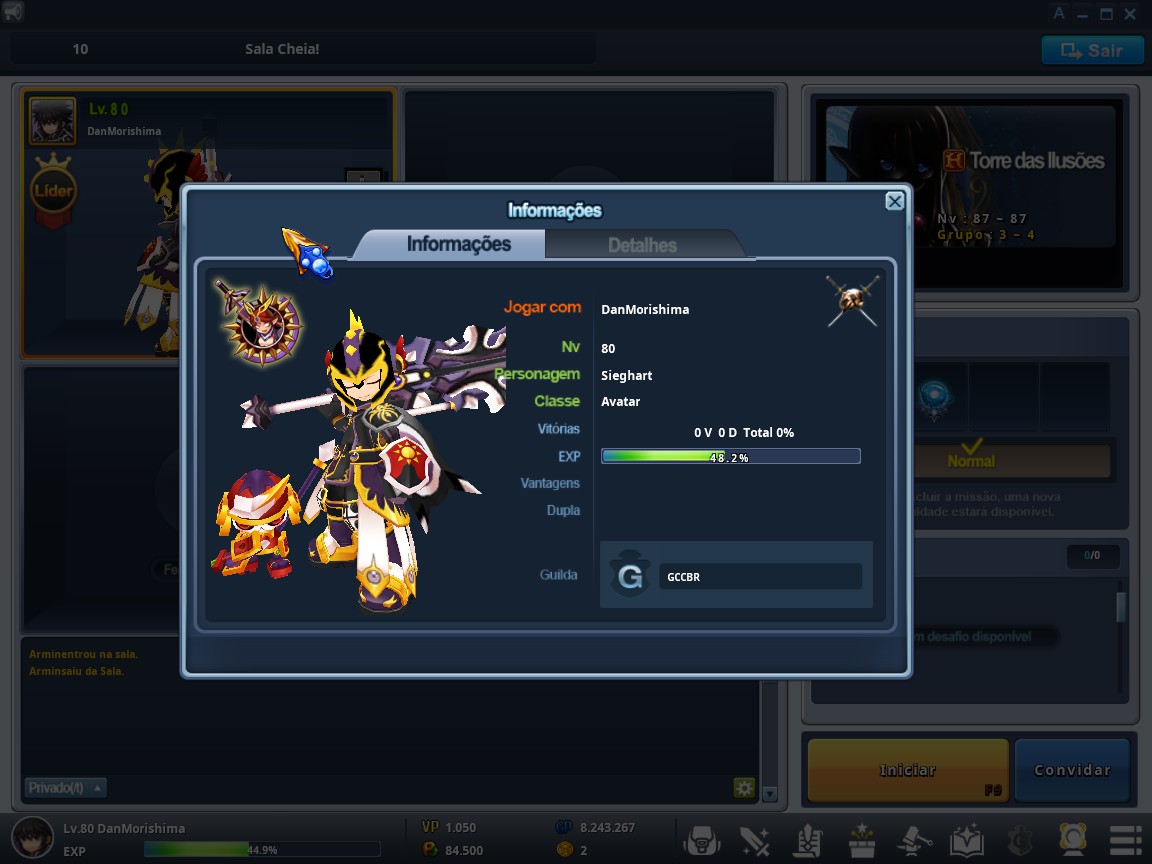 A
10 Sala Cheia!
Sair
Lv.80
DanMorishima
Líder
H Torre das Ilusões
Nv : 87 - 87
Grupo : 3 - 4
Informações
Informações Detalhes
Jogar com DanMorishima
Nv 80
Personagem Sieghart
Classe Avatar
Vitórias 0 V 0 D Total 0%
EXP 48.2%
Vantagens
Dupla
Guilda G GCCBR
Normal
cluir a missão, uma nova
lidade estará disponível.
0/0
m desafio disponível
Fe
Arminentrou na sala.
Arminsaiu da Sala.
Privado(/t)
Iniciar F9
Convidar
Lv.80 DanMorishima
EXP 44.9%
VP 1.050
84.500
GP 8.243.267
2